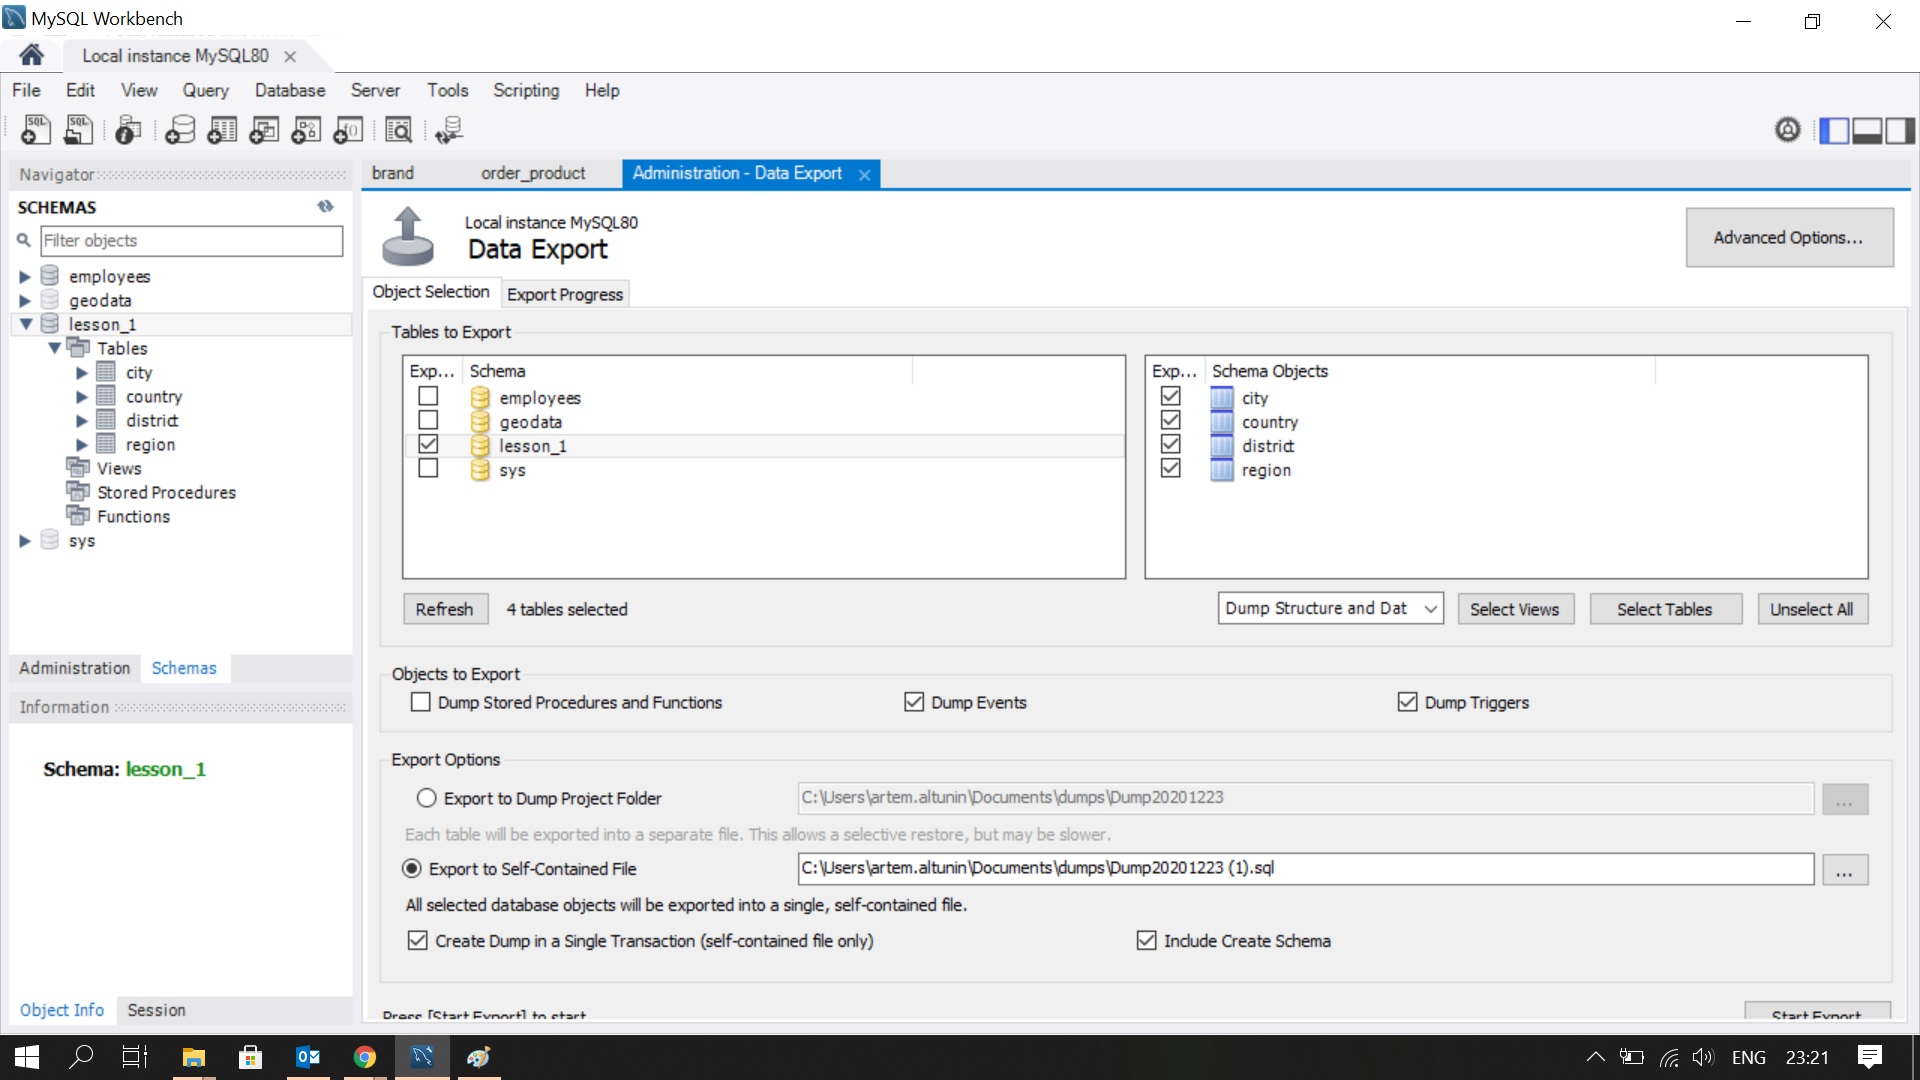 MySQL Workbench
Local instance MySQL80
File Edit View Query Database Server Tools Scripting Help
Navigator
SCHEMAS
Filter objects
employees
geodata
lesson_1
Tables
city
country
district
region
Views
Stored Procedures
Functions
sys
Administration Schemas
Information
Schema: lesson_1
Object Info Session
brand order_product Administration - Data Export
Local instance MySQL80
Data Export
Advanced Options...
Object Selection Export Progress
Tables to Export
Exp... Schema
employees
geodata
lesson_1
sys
Exp... Schema Objects
city
country
district
region
Refresh 4 tables selected Dump Structure and Dat Select Views Select Tables Unselect All
Objects to Export
Dump Stored Procedures and Functions Dump Events Dump Triggers
Export Options
Export to Dump Project Folder C:\Users\artem.altunin\Documents\dumps\Dump20201223 ...
Each table will be exported into a separate file. This allows a selective restore, but may be slower.
Export to Self-Contained File C:\Users\artem.altunin\Documents\dumps\Dump20201223 (1).sql ...
All selected database objects will be exported into a single, self-contained file.
Create Dump in a Single Transaction (self-contained file only) Include Create Schema
Press [Start Export] to start... Start Export
ENG 23:21